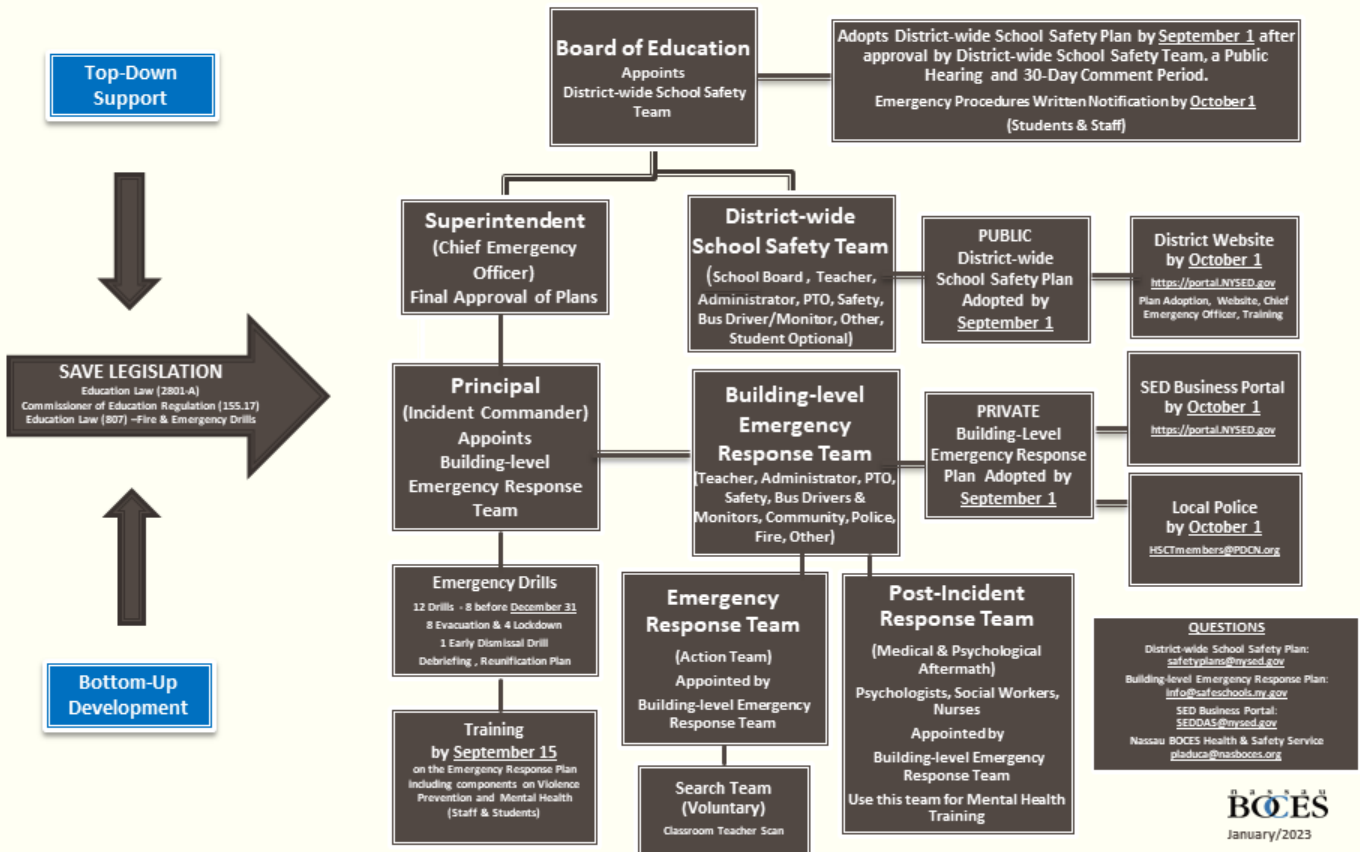 Top-Down
Support
Board of Education
Appoints
District-wide School Safety
Team
Adopts District-wide School Safety Plan by September 1 after
approval by District-wide School Safety Team, a Public
Hearing and 30-Day Comment Period.
Emergency Procedures Written Notification by October 1
(Students & Staff)
Superintendent
(Chief Emergency
Officer)
Final Approval of Plans
District-wide
School Safety Team
(School Board , Teacher,
Administrator, PTO, Safety,
Bus Driver/Monitor, Other,
Student Optional)
PUBLIC
District-wide
School Safety Plan
Adopted by
September 1
District Website
by October 1
https://portal.NYSED.gov
Plan Adoption, Website, Chief
Emergency Officer, Training
SAVE LEGISLATION
Education Law (2801-A)
Commissioner of Education Regulation (155.17)
Education Law (807) –Fire & Emergency Drills
Principal
(Incident Commander)
Appoints
Building-level
Emergency Response
Team
Building-level
Emergency
Response Team
(Teacher, Administrator, PTO,
Safety, Bus Drivers &
Monitors, Community, Police,
Fire, Other)
PRIVATE
Building-Level
Emergency Response
Plan Adopted by
September 1
SED Business Portal
by October 1
https://portal.NYSED.gov
Local Police
by October 1
HSCTmembers@PDCN.org
Emergency Drills
12 Drills - 8 before December 31
8 Evacuation & 4 Lockdown
1 Early Dismissal Drill
Debriefing , Reunification Plan
Emergency
Response Team
(Action Team)
Appointed by
Building-level Emergency
Response Team
Post-Incident
Response Team
(Medical & Psychological
Aftermath)
Psychologists, Social Workers,
Nurses
Appointed by
Building-level Emergency
Response Team
Use this team for Mental Health
Training
QUESTIONS
District-wide School Safety Plan:
safetyplans@nysed.gov
Building-level Emergency Response Plan:
info@safeschools.ny.gov
SED Business Portal:
SEDDAS@nysed.gov
Nassau BOCES Health & Safety Service
pladuca@nasboces.org
Bottom-Up
Development
Training
by September 15
on the Emergency Response Plan
including components on Violence
Prevention and Mental Health
(Staff & Students)
Search Team
(Voluntary)
Classroom Teacher Scan
nassau
BOCES
January/2023